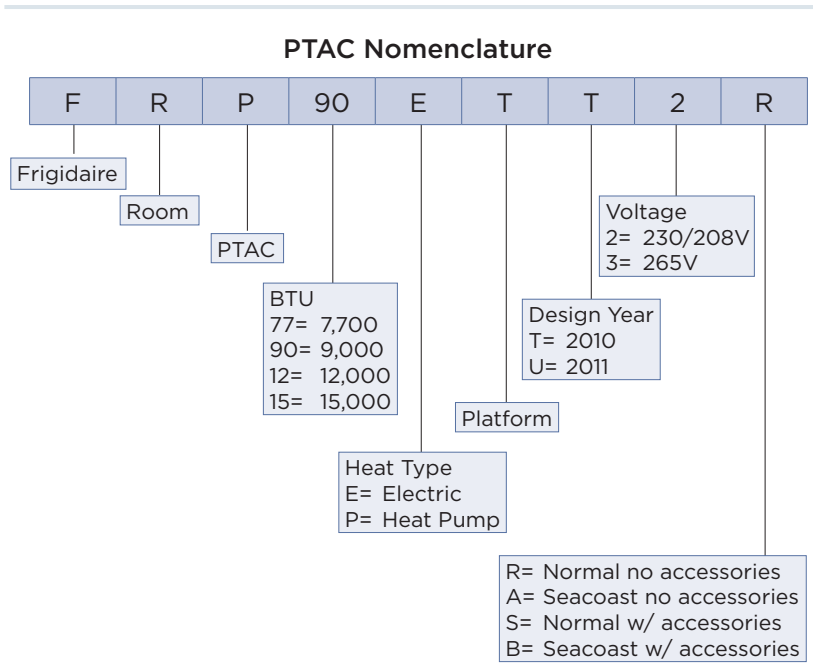 PTAC Nomenclature
F R P 90 E T T 2 R
Frigidaire
Room
PTAC
BTU
77= 7,700
90= 9,000
12= 12,000
15= 15,000
Heat Type
E= Electric
P= Heat Pump
Platform
Design Year
T= 2010
U= 2011
Voltage
2= 230/208V
3= 265V
R= Normal no accessories
A= Seacoast no accessories
S= Normal w/ accessories
B= Seacoast w/ accessories